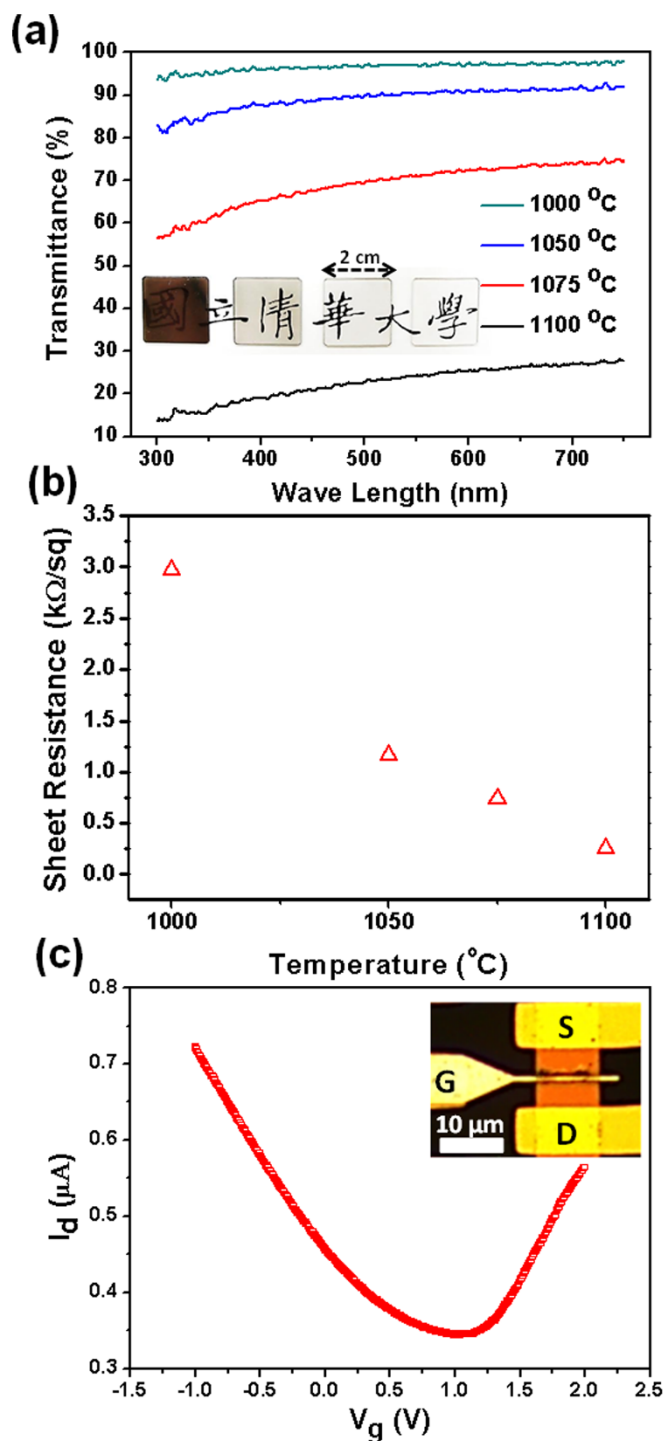 (a)
100
90
80
70
60
50
40
30
20
10
Transmittance (%)
1000 °C
1050 °C
1075 °C
1100 °C
2 cm
國立清華大學
300 400 500 600 700
Wave Length (nm)
(b)
3.5
3.0
2.5
2.0
1.5
1.0
0.5
0.0
Sheet Resistance (kΩ/sq)
1000 1050 1100
Temperature (°C)
(c)
0.8
0.7
0.6
0.5
0.4
0.3
I_d (μA)
S
G
D
10 μm
-1.5 -1.0 -0.5 0.0 0.5 1.0 1.5 2.0 2.5
V_g (V)